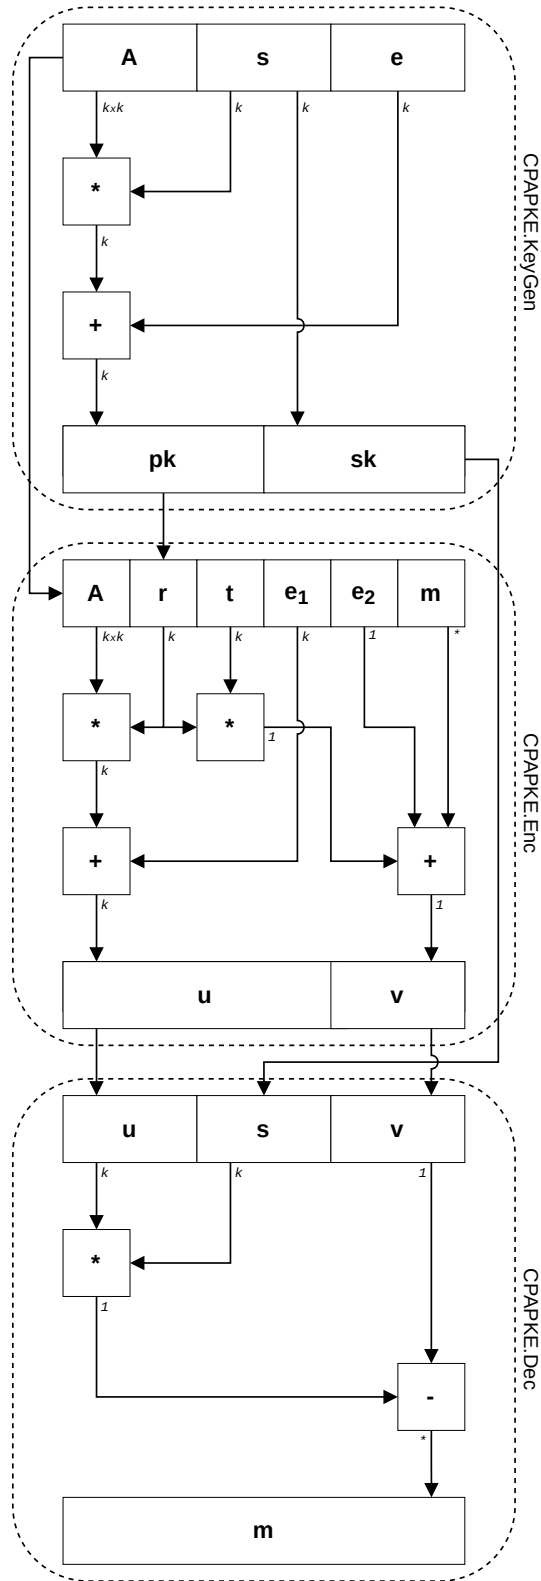 A s e
k×k k k k
*
k
+
k
pk sk
CPAPKE.KeyGen
A r t e₁ e₂ m
k×k k k k 1 *
* *
k 1
+ +
k 1
u v
CPAPKE.Enc
u s v
k k 1
*
1
-
*
m
CPAPKE.Dec